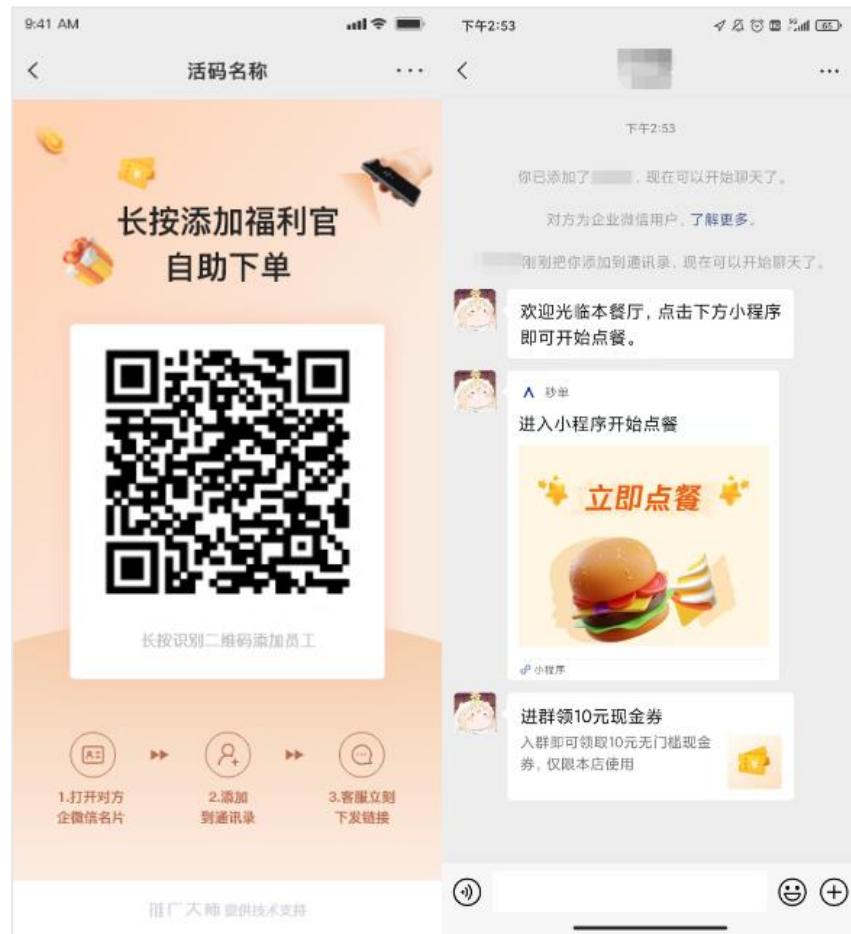 9:41 AM
活码名称
长按添加福利官
自助下单
长按识别二维码添加员工
1.打开对方
企微信名片
2.添加
到通讯录
3.客服立刻
下发链接
推广大师 提供技术支持
下午2:53
65
下午2:53
你已添加了 ，现在可以开始聊天了。
对方为企业微信用户，了解更多。
刚刚把你添加到通讯录，现在可以开始聊天了。
欢迎光临本餐厅，点击下方小程序
即可开始点餐。
秒单
进入小程序开始点餐
立即点餐
小程序
进群领10元现金券
入群即可领取10元无门槛现金
券，仅限本店使用